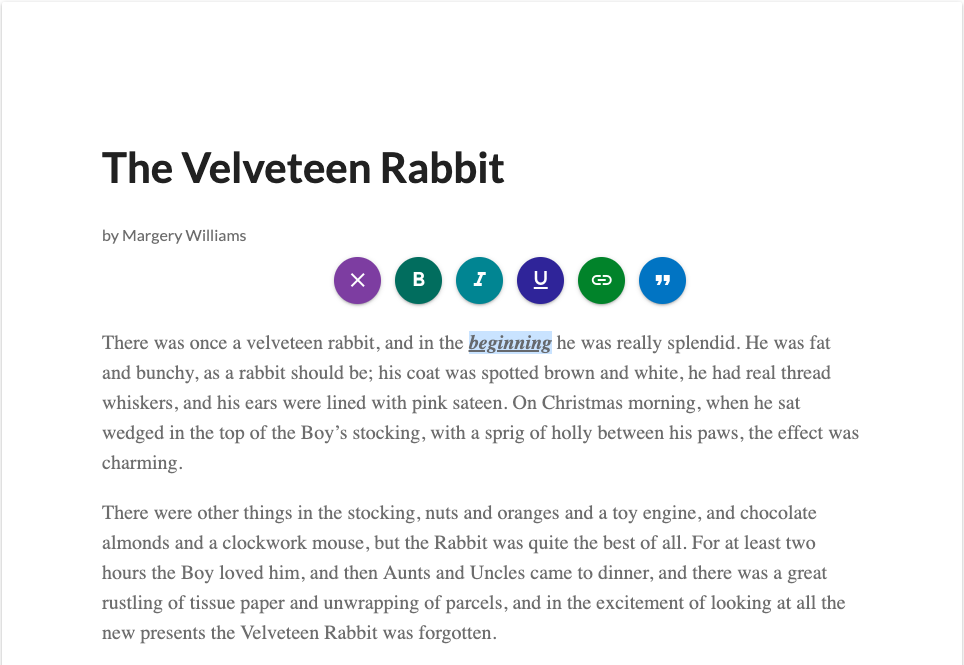 The Velveteen Rabbit
by Margery Williams
B I U ”
There was once a velveteen rabbit, and in the beginning he was really splendid. He was fat
and bunchy, as a rabbit should be; his coat was spotted brown and white, he had real thread
whiskers, and his ears were lined with pink sateen. On Christmas morning, when he sat
wedged in the top of the Boy’s stocking, with a sprig of holly between his paws, the effect was
charming.
There were other things in the stocking, nuts and oranges and a toy engine, and chocolate
almonds and a clockwork mouse, but the Rabbit was quite the best of all. For at least two
hours the Boy loved him, and then Aunts and Uncles came to dinner, and there was a great
rustling of tissue paper and unwrapping of parcels, and in the excitement of looking at all the
new presents the Velveteen Rabbit was forgotten.